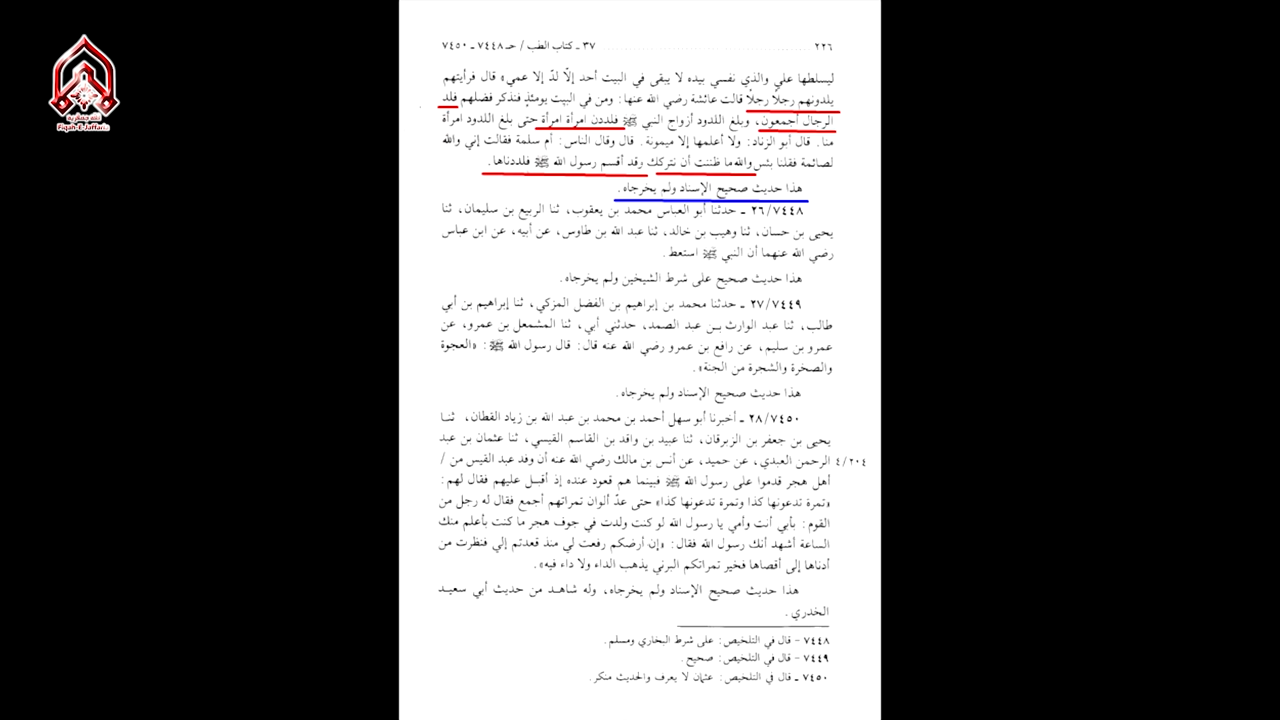 فقہ جعفریہ
Fiqah-E-Jaffaria
٢٢٦ ........ ٣٧ ـ كتاب الطب / حـ ٧٤٤٨ ـ ٧٤٥٠
ليسلطها علي والذي نفسي بيده لا يبقى في البيت أحد إلّا لدّ إلا عمي» قال فرأيتهم
يلدونهم رجلاً رجلاً قالت عائشة رضي الله عنها: ومن في البيت يومئذٍ فنذكر فضلهم فلد
الرجال أجمعون، وبلغ اللدود أزواج النبي ﷺ فلددن امرأة امرأة حتى بلغ اللدود امرأة
منا. قال أبو الزناد: ولا أعلمها إلا ميمونة. قال وقال الناس: أم سلمة فقالت إني والله
لصائمة فقلنا بئس والله ما ظننت أن نتركك وقد أقسم رسول الله ﷺ فلددناها.
هذا حديث صحيح الإسناد ولم يخرجاه.
٢٦/٧٤٤٨ ـ حدثنا أبو العباس محمد بن يعقوب، ثنا الربيع بن سليمان، ثنا
يحيى بن حسان، ثنا وهيب بن خالد، ثنا عبد الله بن طاوس، عن أبيه، عن ابن عباس
رضي الله عنهما أن النبي ﷺ استعط.
هذا حديث صحيح على شرط الشيخين ولم يخرجاه.
٢٧/٧٤٤٩ ـ حدثنا محمد بن إبراهيم بن الفضل المزكي، ثنا إبراهيم بن أبي
طالب، ثنا عبد الوارث بـن عبد الصمد، حدثني أبي، ثنا المشمعل بن عمرو، عن
عمرو بن سليم، عن رافع بن عمرو رضي الله عنه قال: قال رسول الله ﷺ: «العجوة
والصخرة والشجرة من الجنة».
هذا حديث صحيح الإسناد ولم يخرجاه.
٢٨/٧٤٥٠ ـ أخبرنا أبو سهل أحمد بن محمد بن عبد الله بن زياد القطان، ثنـا
يحيى بن جعفر بن الزبرقان، ثنا عبيد بن واقد بن القاسم القيسي، ثنا عثمان بن عبد
٤/٢٠٤ الرحمن العبدي، عن حميد، عن أنس بن مالك رضي الله عنه أن وفد عبد القيس من /
أهل هجر قدموا على رسول الله ﷺ فبينما هم قعود عنده إذ أقبـل عليهم فقال لهم:
«تمرة تدعونها كذا وتمرة تدعونها كذا» حتى عدّ ألوان تمراتهم أجمع فقال له رجل من
القوم: بأبي أنت وأمي يا رسول الله لو كنت ولدت في جوف هجر ما كنت بأعلم منك
الساعة أشهد أنك رسول الله فقال: «إن أرضكم رفعت لي منذ قعدتم إلي فنظرت من
أدناها إلى أقصاها فخير تمراتكم البرني يذهب الداء ولا داء فيه».
هذا حديث صحيح الإسناد ولم يخرجاه، وله شاهـد من حديث أبي سعيـد
الخدري.
٧٤٤٨ - قال في التلخيص: على شرط البخاري ومسلم.
٧٤٤٩ - قال في التلخيص: صحيح.
٧٤٥٠ ـ قال في التلخيص: عثمان لا يعرف والحديث منكر.